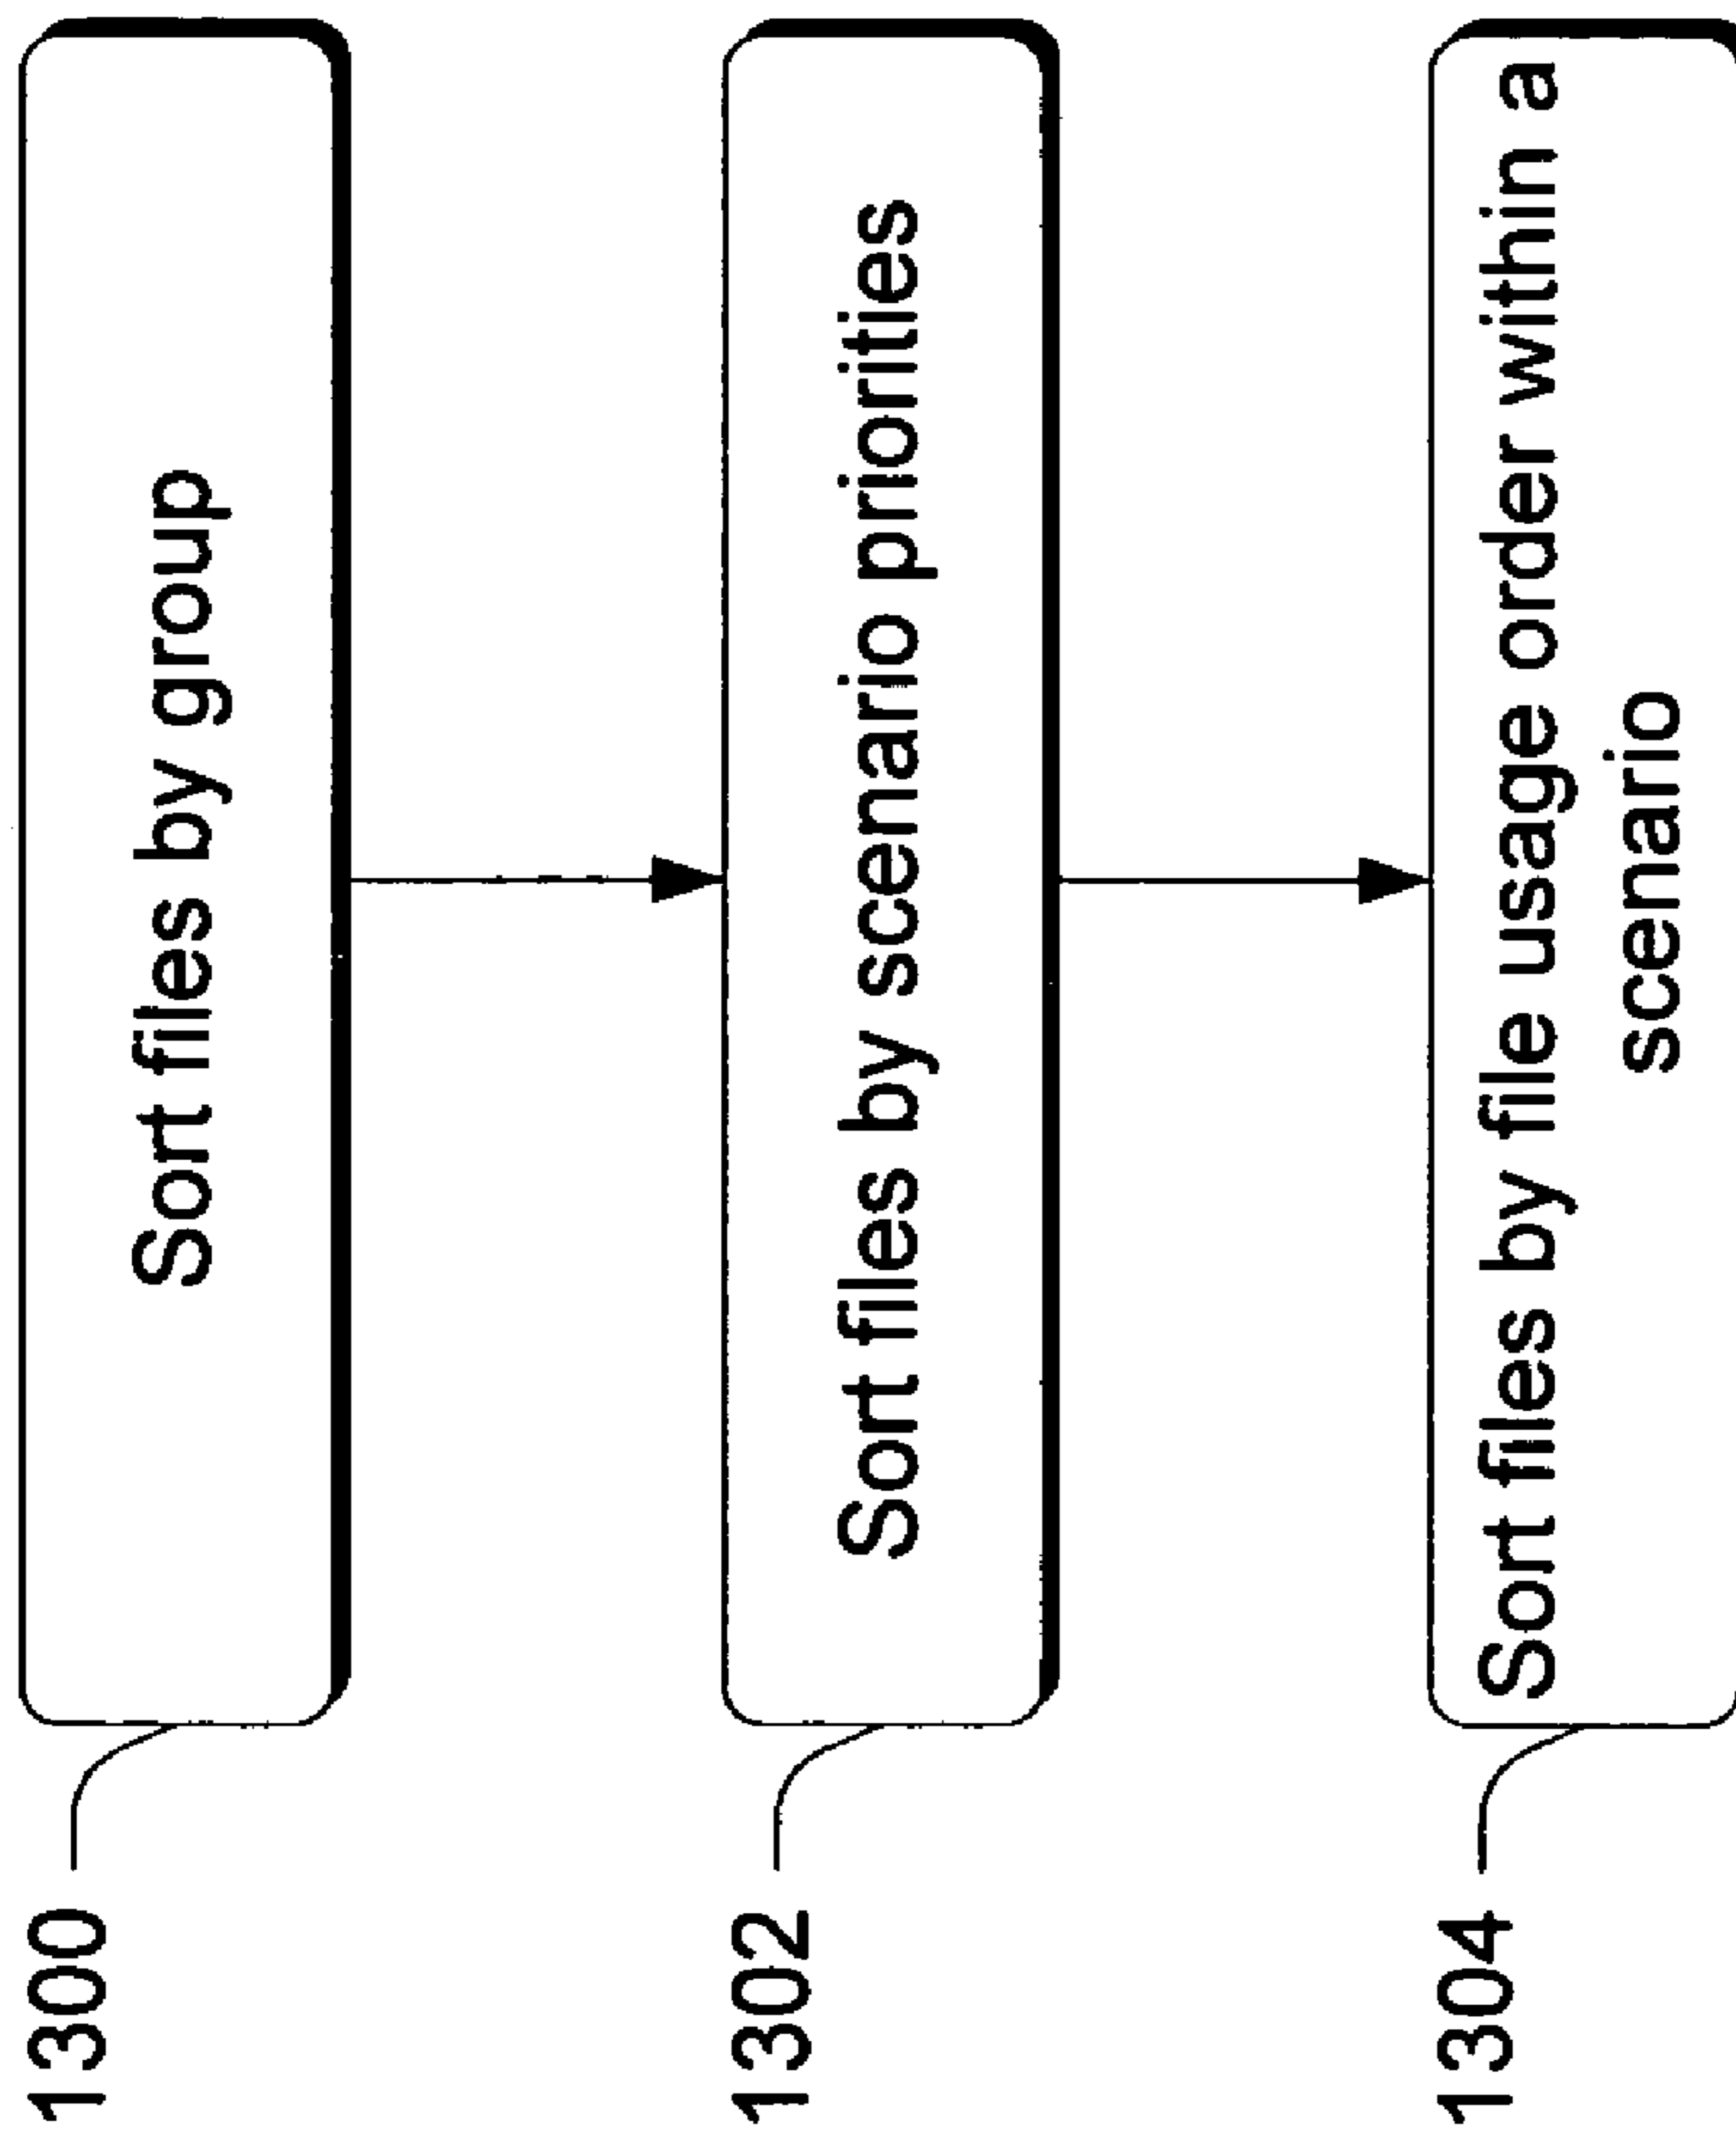 1300
Sort files by group
1302
Sort files by scenario priorities
1304
Sort files by file usage order within a
scenario